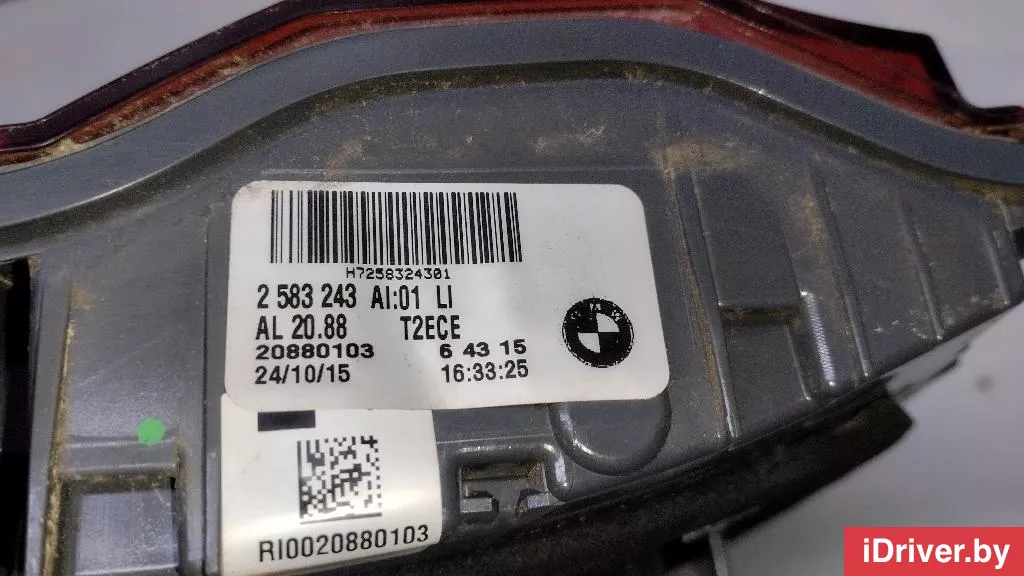 H7258324301
2 583 243 AI:01 LI
AL 20.88 T2ECE
20880103 6 43 15
24/10/15 16:33:25
RI0020880103
iDriver.by